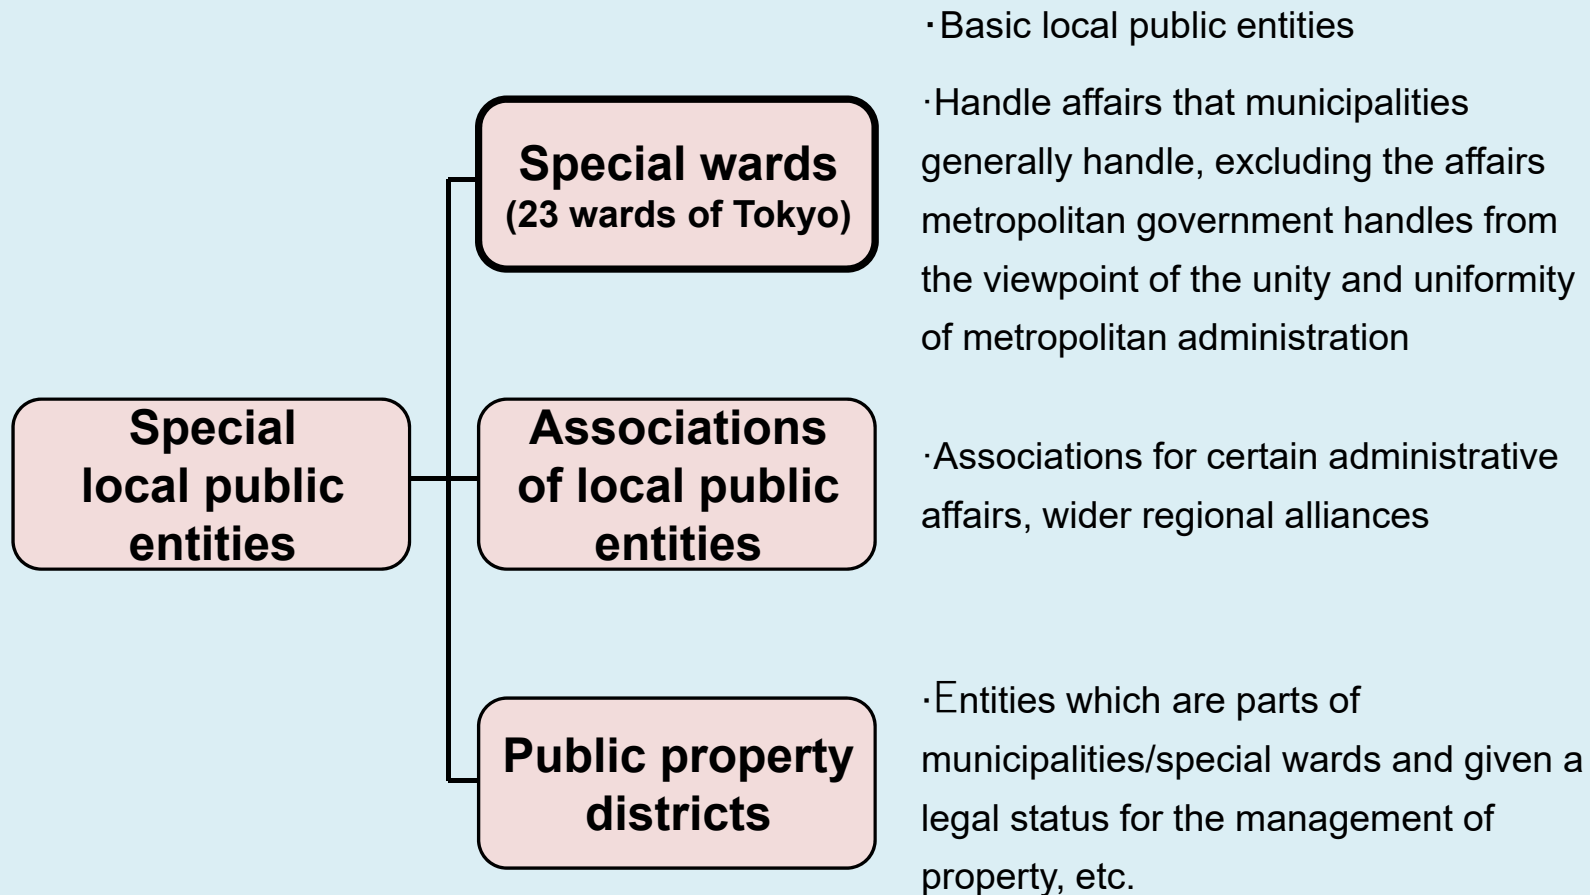 ·Basic local public entities
Special wards
(23 wards of Tokyo)
·Handle affairs that municipalities
generally handle, excluding the affairs
metropolitan government handles from
the viewpoint of the unity and uniformity
of metropolitan administration
Special
local public
entities
Associations
of local public
entities
·Associations for certain administrative
affairs, wider regional alliances
Public property
districts
·Entities which are parts of
municipalities/special wards and given a
legal status for the management of
property, etc.